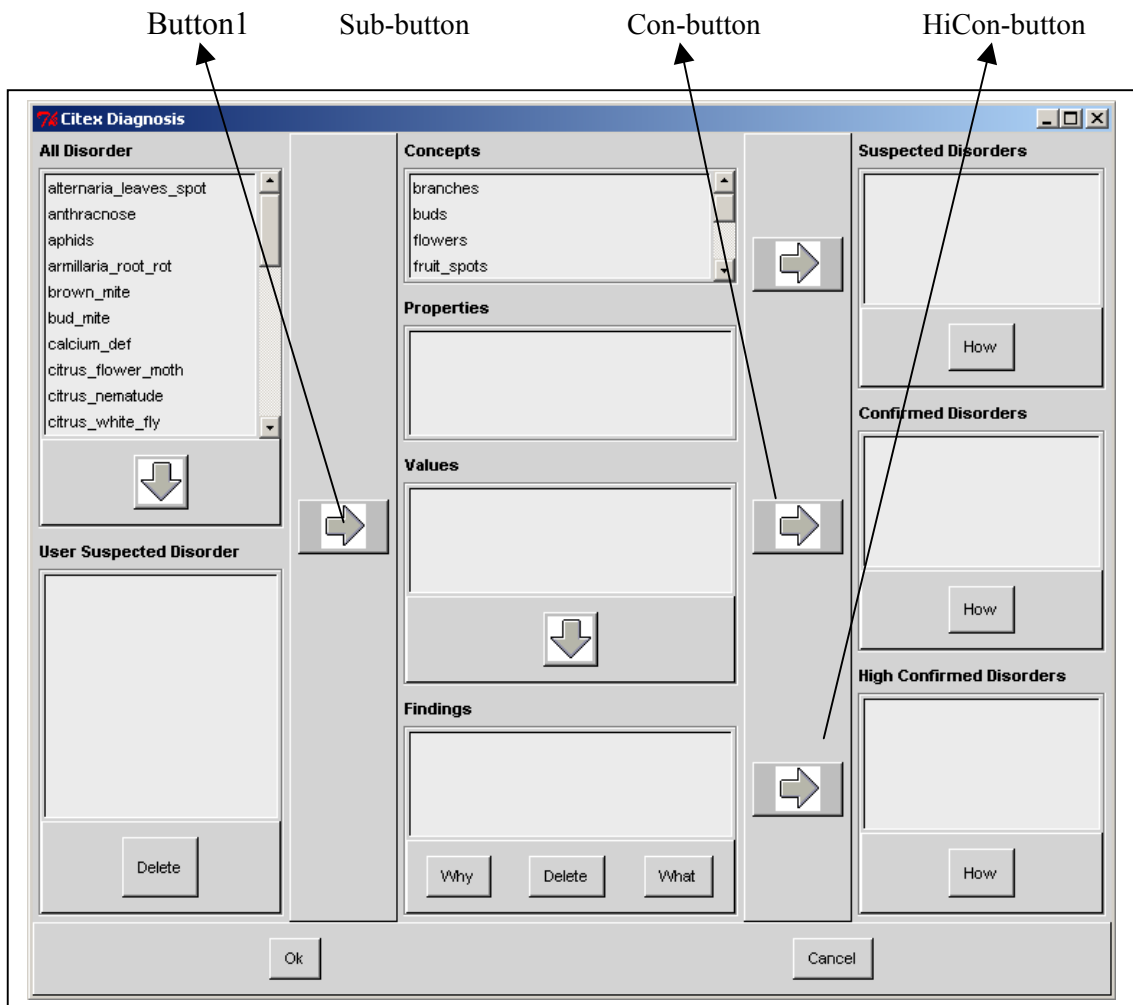 Button1 Sub-button Con-button HiCon-button
Citex Diagnosis
All Disorder
alternaria_leaves_spot
anthracnose
aphids
armillaria_root_rot
brown_mite
bud_mite
calcium_def
citrus_flower_moth
citrus_nematude
citrus_white_fly
User Suspected Disorder
Delete
Concepts
branches
buds
flowers
fruit_spots
Properties
Values
Findings
Why Delete What
Suspected Disorders
How
Confirmed Disorders
How
High Confirmed Disorders
How
Ok Cancel